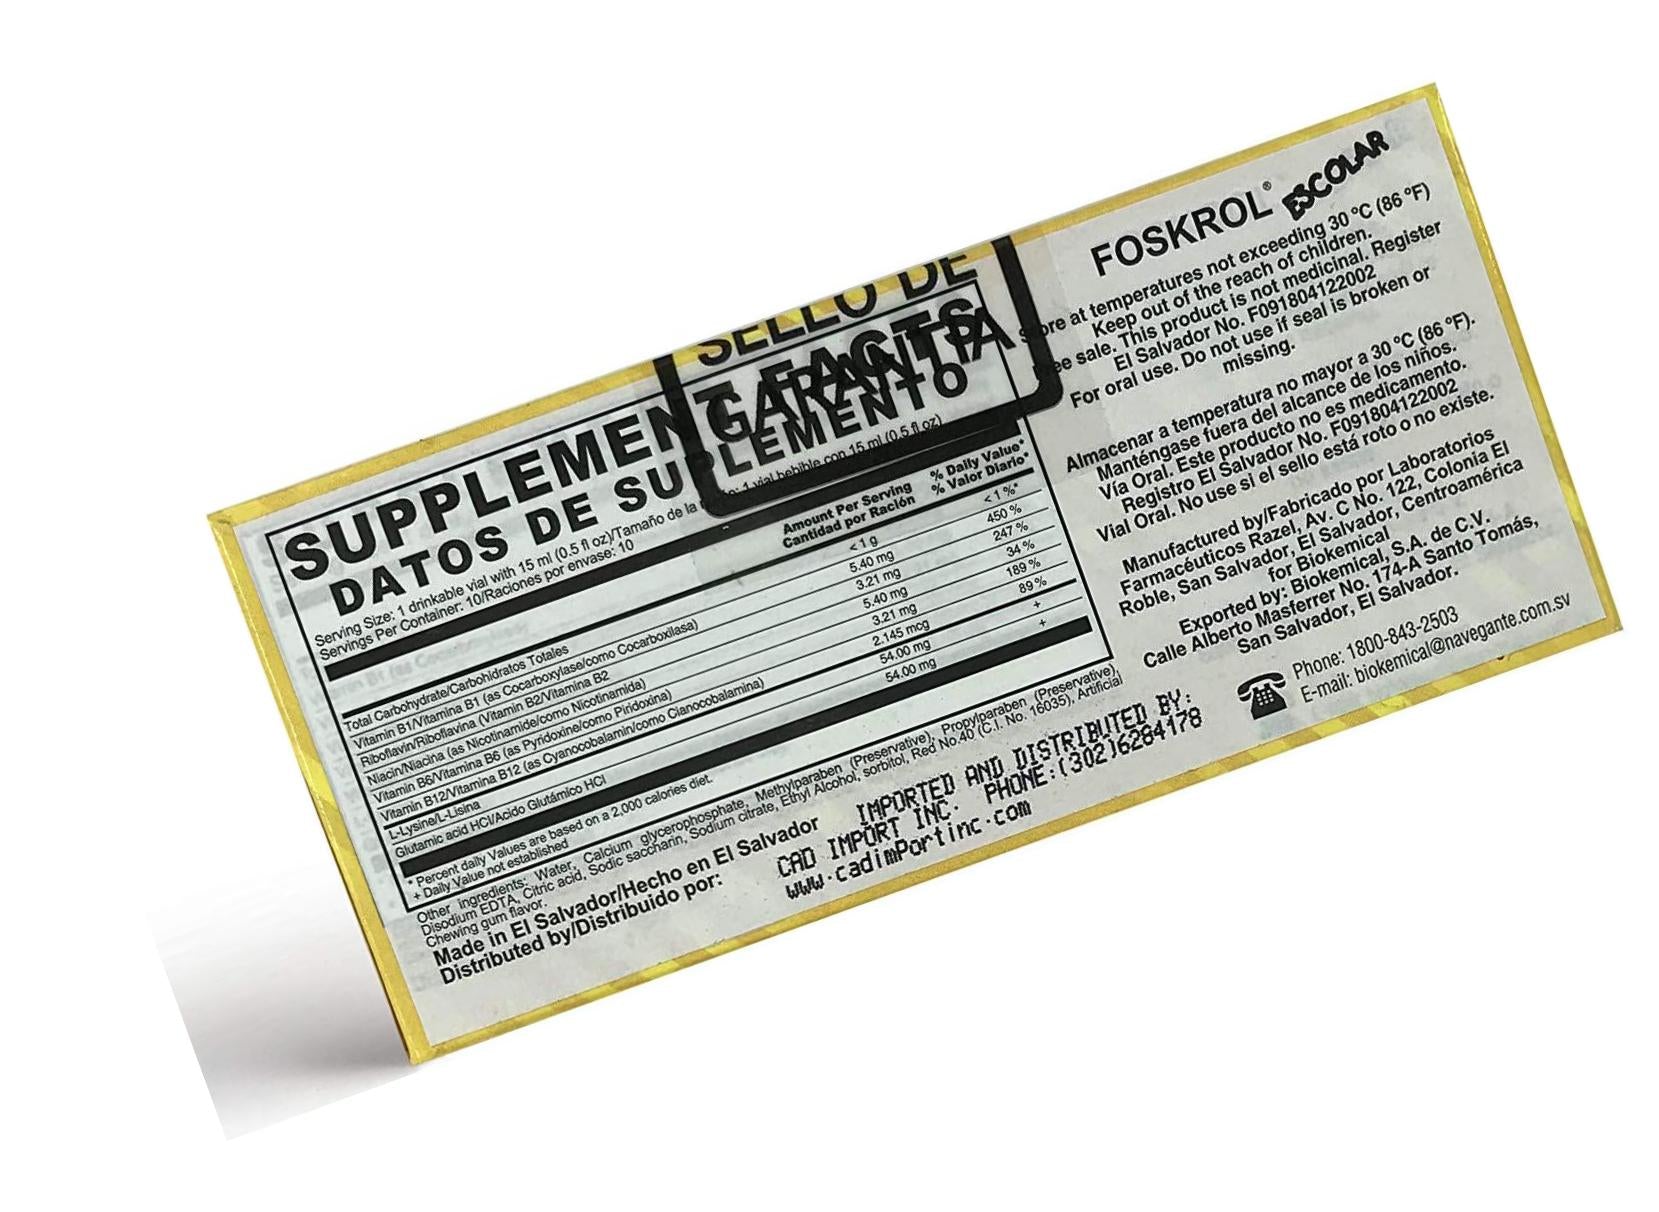 SELLO DE
GARANTIA
SUPPLEMENT FACTS
DATOS DE SUPLEMENTO
Serving Size: 1 drinkable vial with 15 ml (0.5 fl oz)/Tamaño de la 1 vial bebible con 15 ml (0.5 fl oz)
Servings Per Container: 10/Raciones por envase: 10
Amount Per Serving % Daily Value*
Cantidad por Ración % Valor Diario*
Total Carbohydrate/Carbohidratos Totales < 1 g < 1 %*
Vitamin B1/Vitamina B1 (as Cocarboxylase/como Cocarboxilasa) 5.40 mg 450 %
Riboflavin/Riboflavina (Vitamin B2/Vitamina B2 3.21 mg 247 %
Niacin/Niacina (as Nicotinamide/como Nicotinamida) 5.40 mg 34 %
Vitamin B6/Vitamina B6 (as Pyridoxine/como Piridoxina) 3.21 mg 189 %
Vitamin B12/Vitamina B12 (as Cyanocobalamin/como Cianocobalamina) 2.145 mcg 89 %
L-Lysine/L-Lisina 54.00 mg +
Glutamic acid HCl/Acido Glutámico HCl 54.00 mg +
* Percent daily Values are based on a 2,000 calories diet.
+ Daily Value not established
Other ingredients: Water, Calcium glycerophosphate, Methylparaben (Preservative), Propylparaben (Preservative),
Disodium EDTA, Citric acid, Sodic saccharin, Sodium citrate, Ethyl Alcohol, sorbitol, Red No.40 (C.I. No. 16035), Artificial
Chewing gum flavor.
Made in El Salvador/Hecho en El Salvador
Distributed by/Distribuido por:
IMPORTED AND DISTRIBUTED BY:
CAD IMPORT INC. PHONE:(302)6284178
www.cadimportinc.com
FOSKROL® ESCOLAR
Store at temperatures not exceeding 30 °C (86 °F)
Keep out of the reach of children.
Free sale. This product is not medicinal. Register
El Salvador No. F091804122002
For oral use. Do not use if seal is broken or
missing.
Almacenar a temperatura no mayor a 30 °C (86 °F).
Manténgase fuera del alcance de los niños.
Vía Oral. Este producto no es medicamento.
Registro El Salvador No. F091804122002
Vial Oral. No use si el sello está roto o no existe.
Manufactured by/Fabricado por Laboratorios
Farmacéuticos Razel, Av. C No. 122, Colonia El
Roble, San Salvador, El Salvador, Centroamérica
for Biokemical
Exported by: Biokemical, S.A. de C.V.
Calle Alberto Masferrer No. 174-A Santo Tomás,
San Salvador, El Salvador.
Phone: 1800-843-2503
E-mail: biokemical@navegante.com.sv